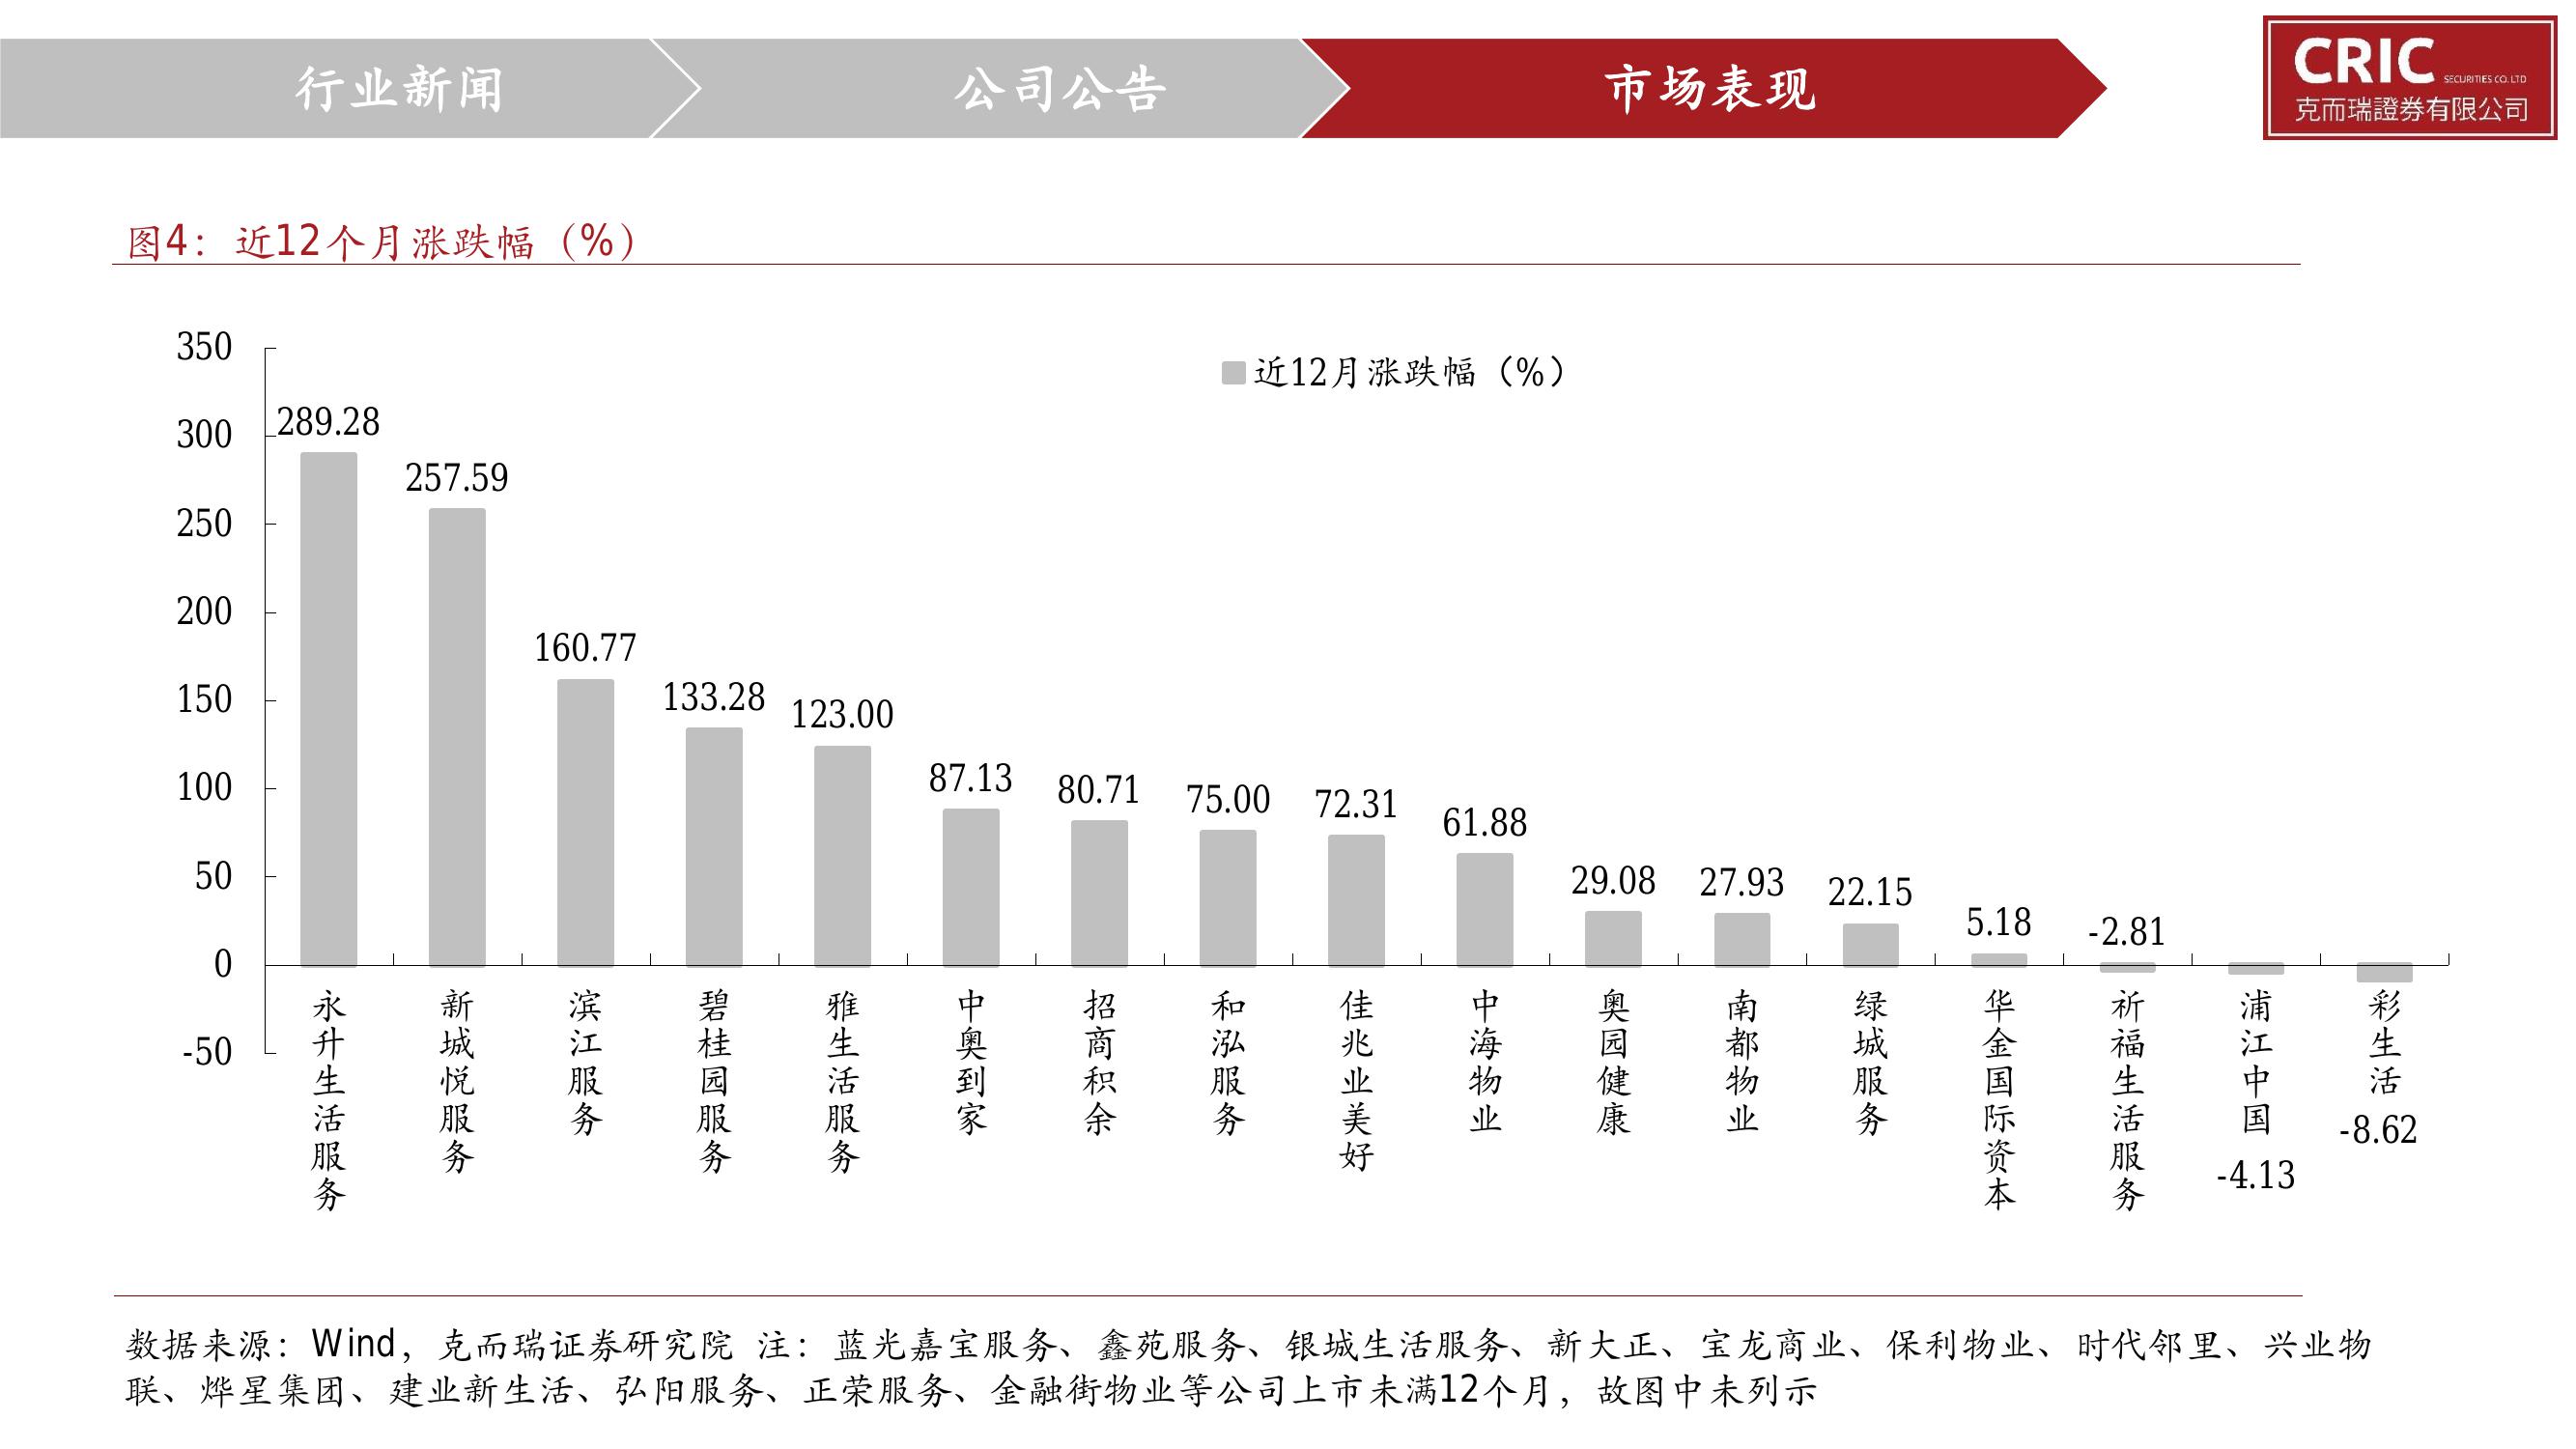 行业新闻
公司公告
市场表现
CRIC SECURITIES CO. LTD
克而瑞證券有限公司
图4：近12个月涨跌幅（%）
近12月涨跌幅（%）
350
300
250
200
150
100
50
0
-50
289.28
257.59
160.77
133.28
123.00
87.13
80.71
75.00
72.31
61.88
29.08
27.93
22.15
5.18
-2.81
-4.13
-8.62
永升生活服务
新城悦服务
滨江服务
碧桂园服务
雅生活服务
中奥到家
招商积余
和泓服务
佳兆业美好
中海物业
奥园健康
南都物业
绿城服务
华金国际资本
祈福生活服务
浦江中国
彩生活
数据来源：Wind，克而瑞证券研究院 注：蓝光嘉宝服务、鑫苑服务、银城生活服务、新大正、宝龙商业、保利物业、时代邻里、兴业物
联、烨星集团、建业新生活、弘阳服务、正荣服务、金融街物业等公司上市未满12个月，故图中未列示